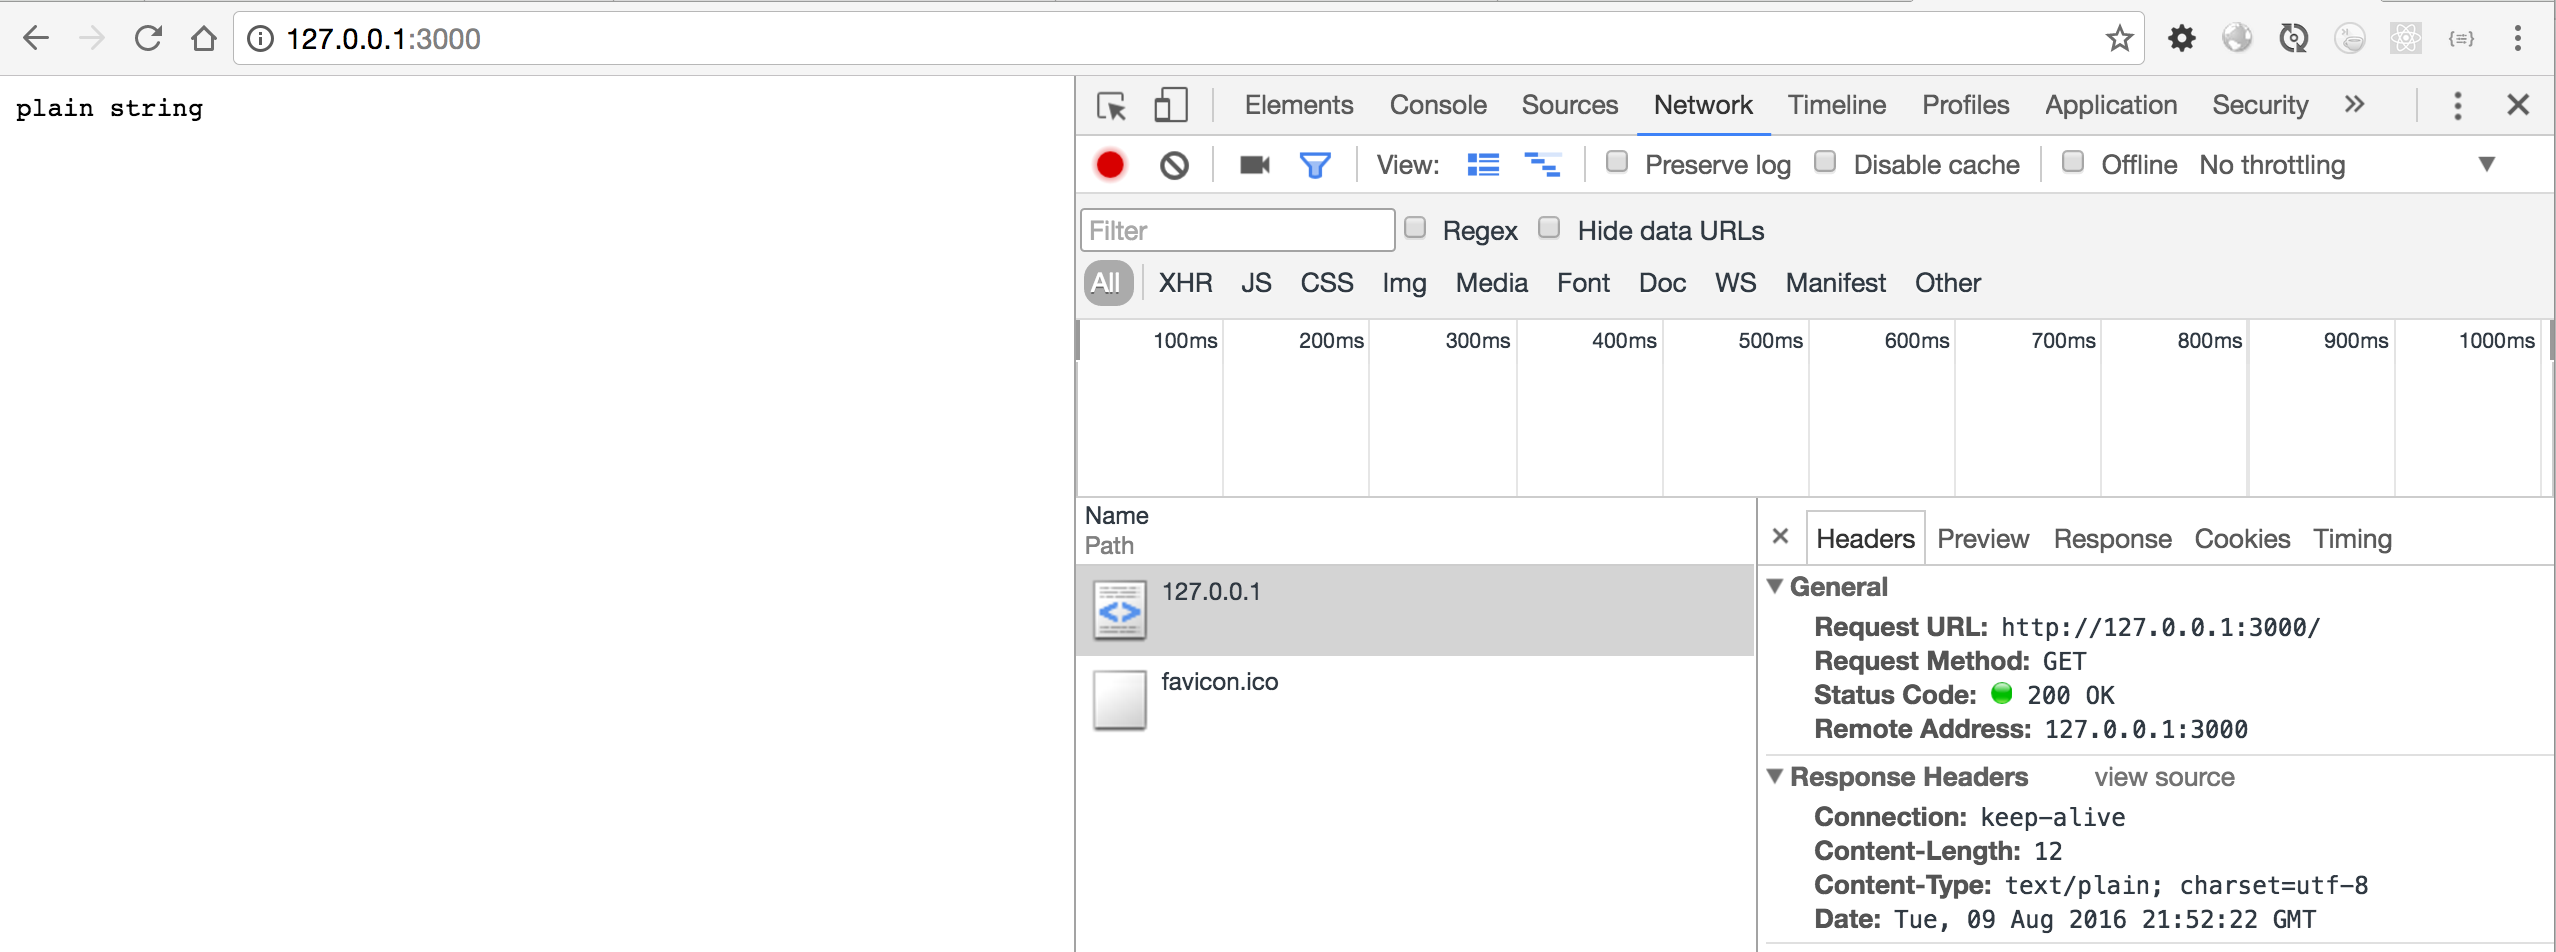 127.0.0.1:3000
plain string
Elements Console Sources Network Timeline Profiles Application Security
View: Preserve log Disable cache Offline No throttling
Filter Regex Hide data URLs
All XHR JS CSS Img Media Font Doc WS Manifest Other
100ms 200ms 300ms 400ms 500ms 600ms 700ms 800ms 900ms 1000ms
Name
Path
127.0.0.1
favicon.ico
Headers Preview Response Cookies Timing
General
Request URL: http://127.0.0.1:3000/
Request Method: GET
Status Code: 200 OK
Remote Address: 127.0.0.1:3000
Response Headers view source
Connection: keep-alive
Content-Length: 12
Content-Type: text/plain; charset=utf-8
Date: Tue, 09 Aug 2016 21:52:22 GMT